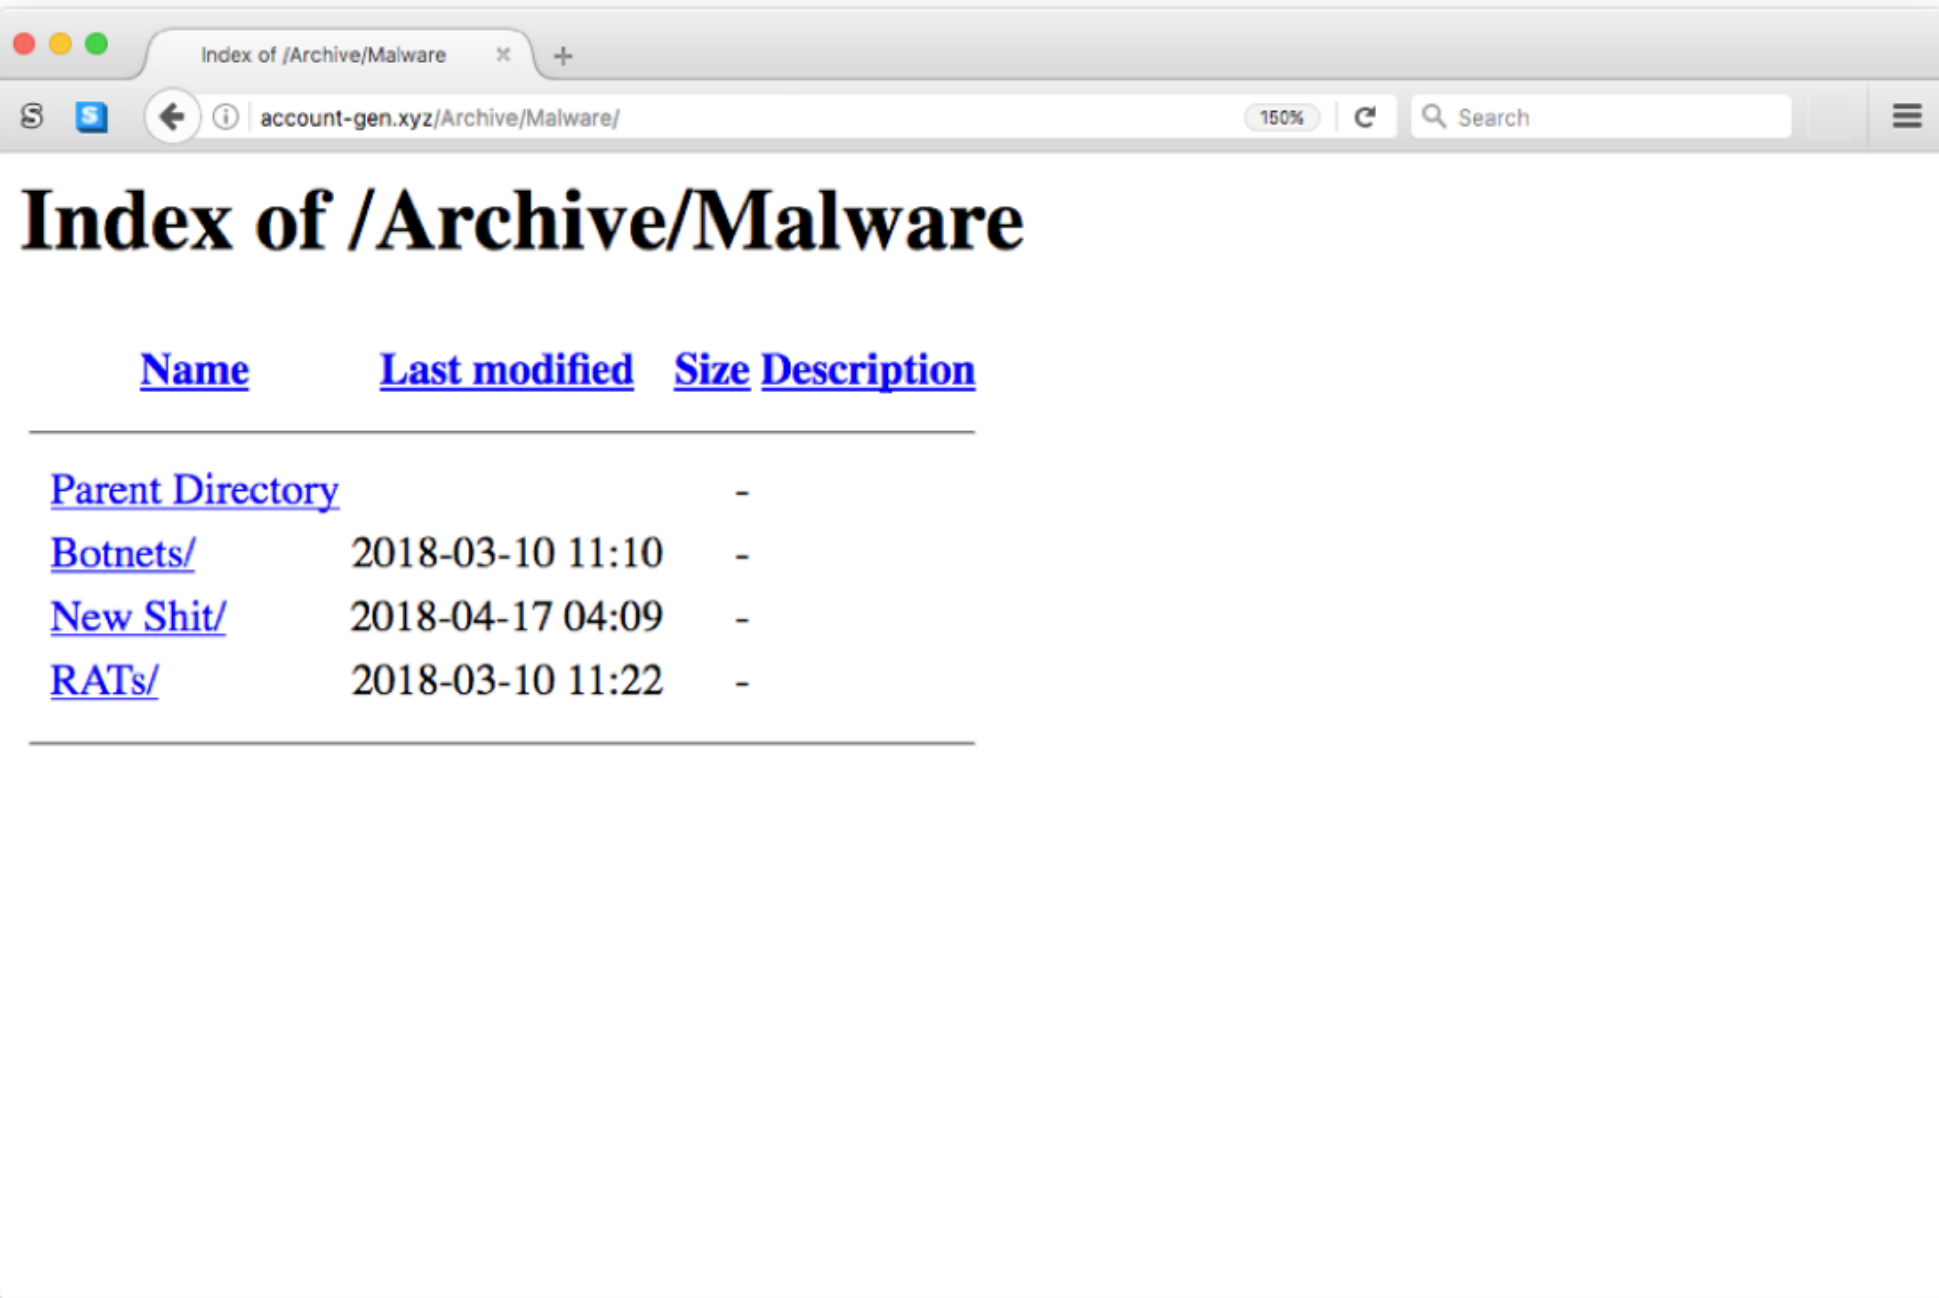 Index of /Archive/Malware
S S account-gen.xyz/Archive/Malware/ 150% Search
Index of /Archive/Malware
Name Last modified Size Description
Parent Directory -
Botnets/ 2018-03-10 11:10 -
New Shit/ 2018-04-17 04:09 -
RATs/ 2018-03-10 11:22 -